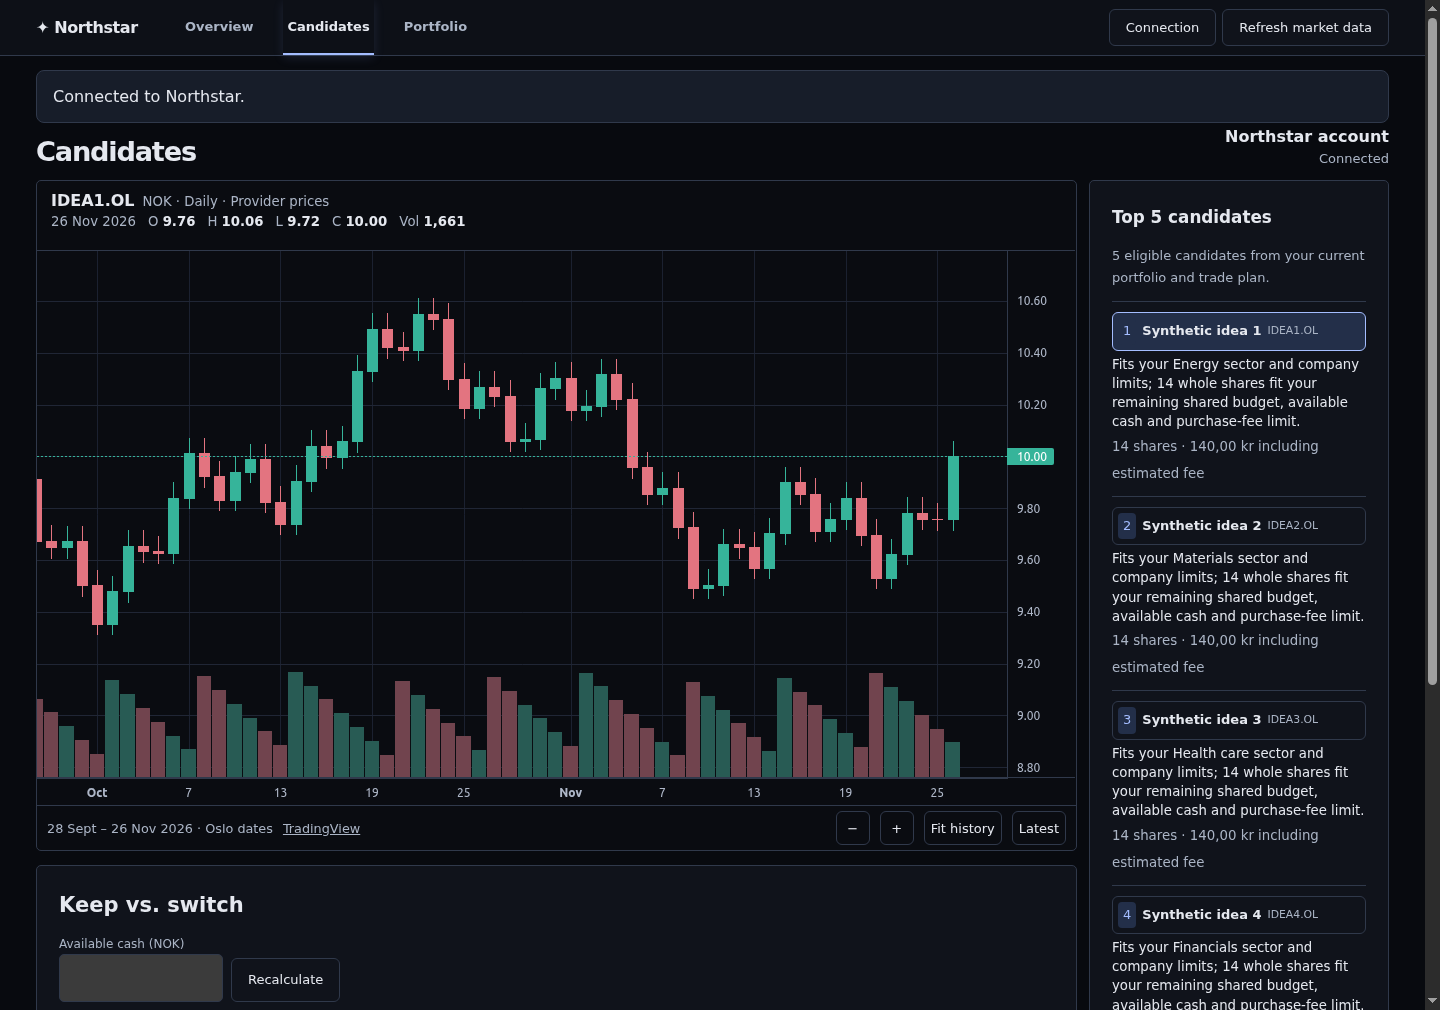 ✦ Northstar
Overview
Candidates
Portfolio
Connection
Refresh market data
Connected to Northstar.
Candidates
Northstar account
Connected
IDEA1.OL NOK · Daily · Provider prices
26 Nov 2026 O 9.76 H 10.06 L 9.72 C 10.00 Vol 1,661
10.60
10.40
10.20
10.00
9.80
9.60
9.40
9.20
9.00
8.80
Oct 7 13 19 25 Nov 7 13 19 25
28 Sept – 26 Nov 2026 · Oslo dates TradingView
−
+
Fit history
Latest
Keep vs. switch
Available cash (NOK)
Recalculate
Top 5 candidates
5 eligible candidates from your current
portfolio and trade plan.
1 Synthetic idea 1 IDEA1.OL
Fits your Energy sector and company
limits; 14 whole shares fit your
remaining shared budget, available
cash and purchase-fee limit.
14 shares · 140,00 kr including
estimated fee
2 Synthetic idea 2 IDEA2.OL
Fits your Materials sector and
company limits; 14 whole shares fit
your remaining shared budget,
available cash and purchase-fee limit.
14 shares · 140,00 kr including
estimated fee
3 Synthetic idea 3 IDEA3.OL
Fits your Health care sector and
company limits; 14 whole shares fit
your remaining shared budget,
available cash and purchase-fee limit.
14 shares · 140,00 kr including
estimated fee
4 Synthetic idea 4 IDEA4.OL
Fits your Financials sector and
company limits; 14 whole shares fit
your remaining shared budget,
available cash and purchase-fee limit.